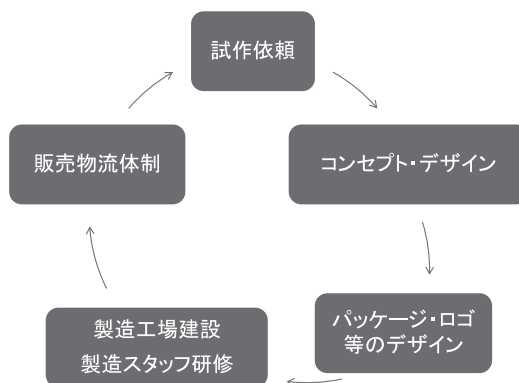 試作依頼
コンセプト・デザイン
パッケージ・ロゴ
等のデザイン
製造工場建設
製造スタッフ研修
販売物流体制